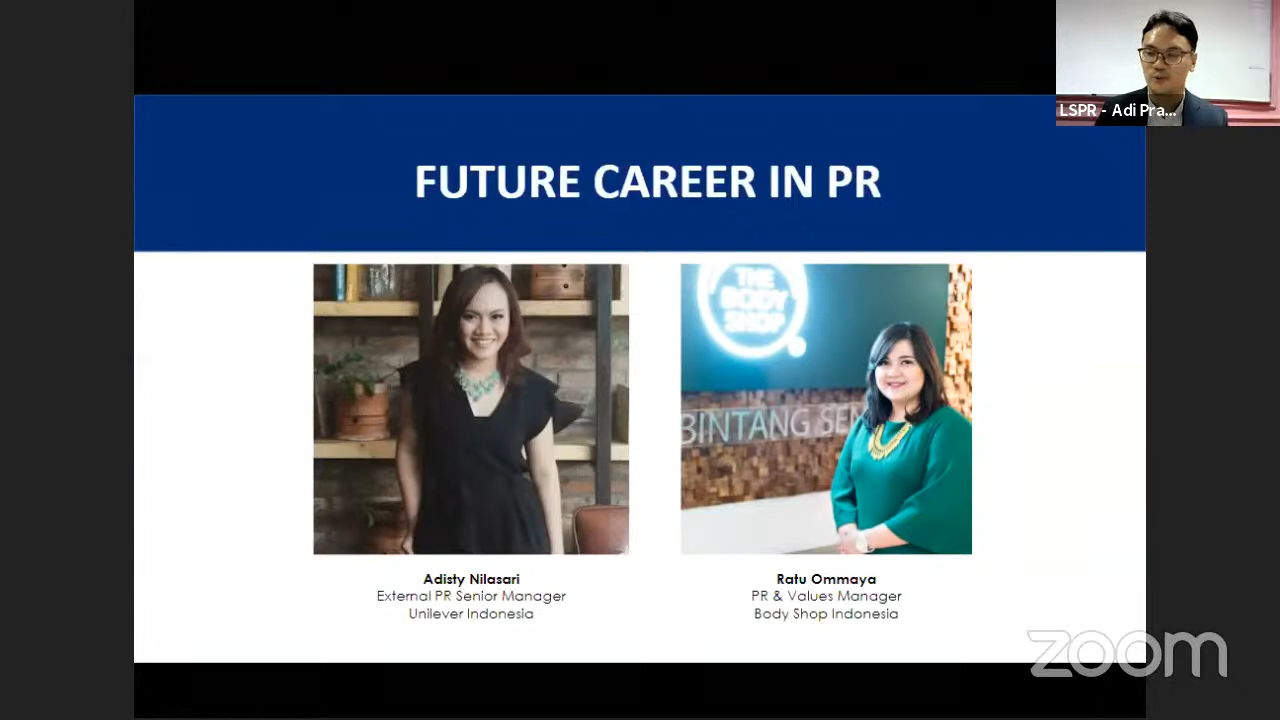 LSPR - Adi Pra...
FUTURE CAREER IN PR
THE
BODY
SHOP
BINTANG SE
Adisty Nilasari
External PR Senior Manager
Unilever Indonesia
Ratu Ommaya
PR & Values Manager
Body Shop Indonesia
zoom